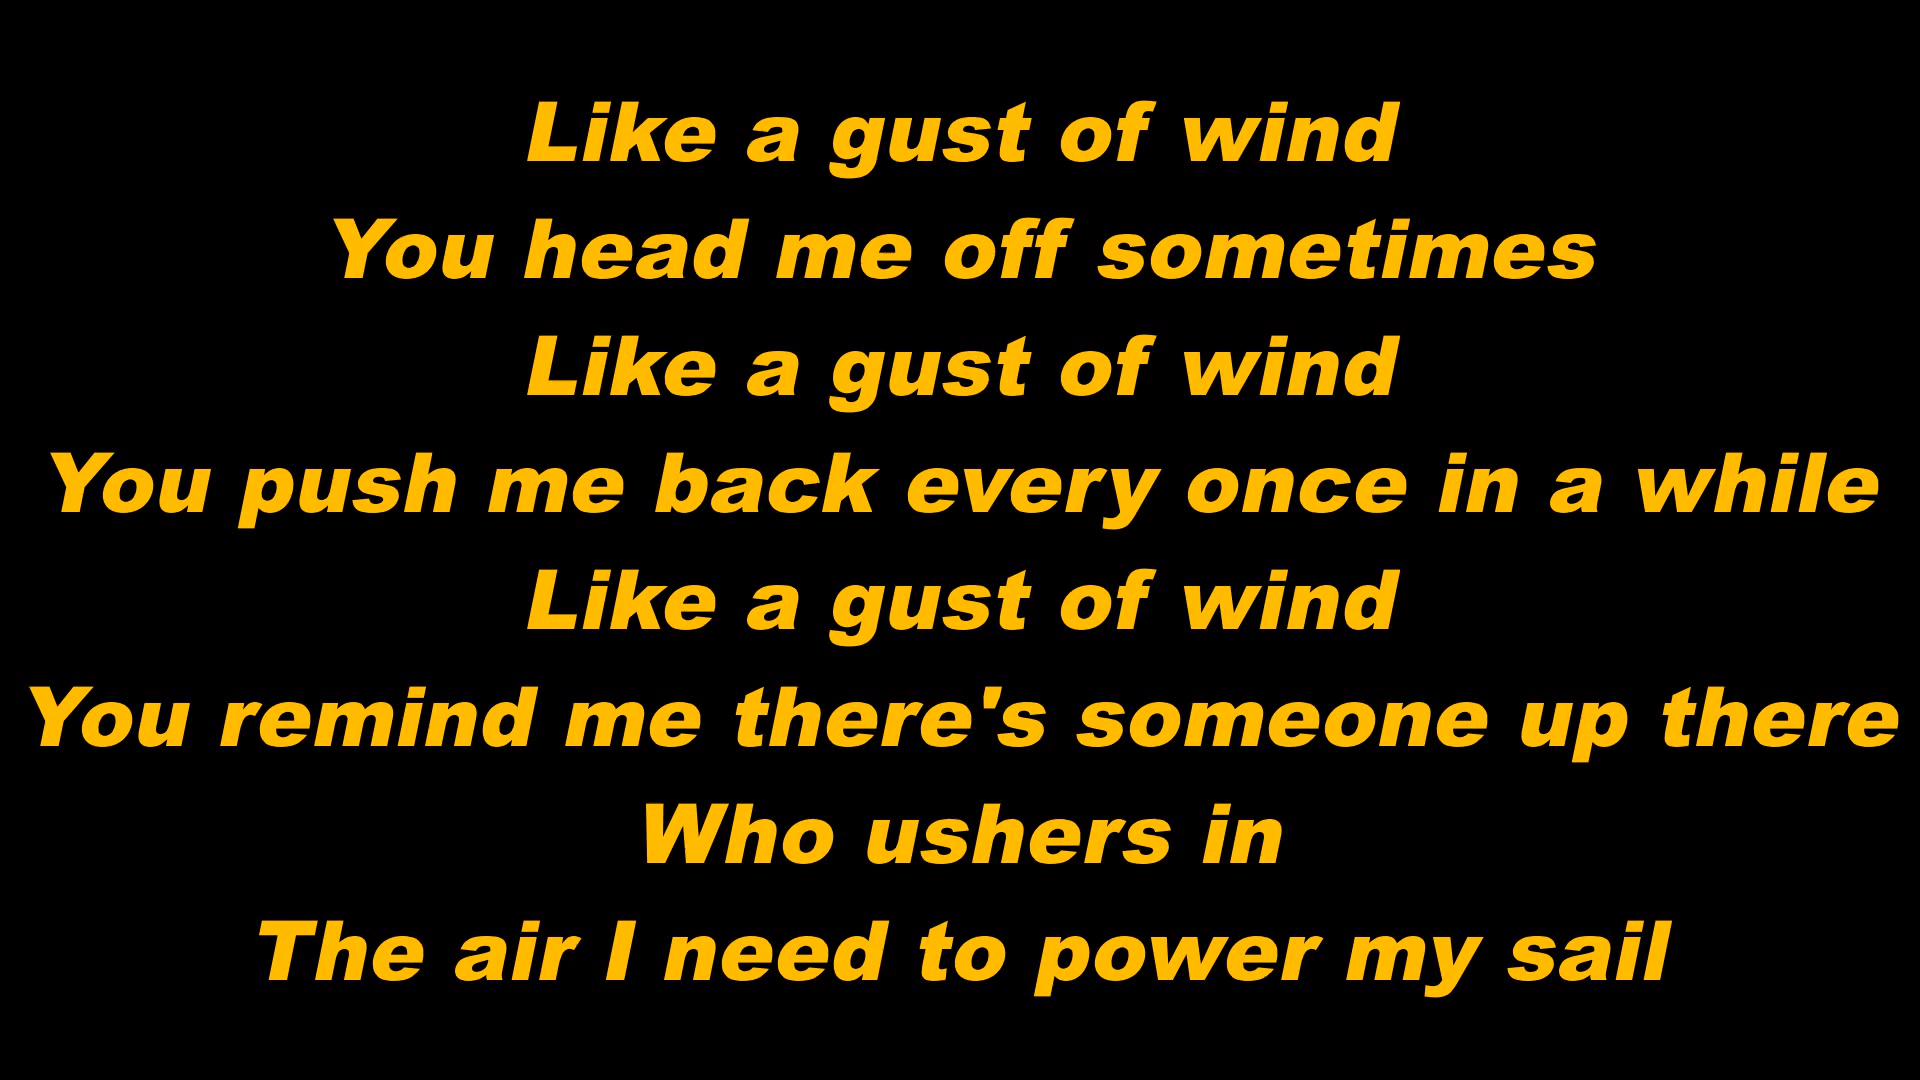 Like a gust of wind
You head me off sometimes
Like a gust of wind
You push me back every once in a while
Like a gust of wind
You remind me there's someone up there
Who ushers in
The air I need to power my sail